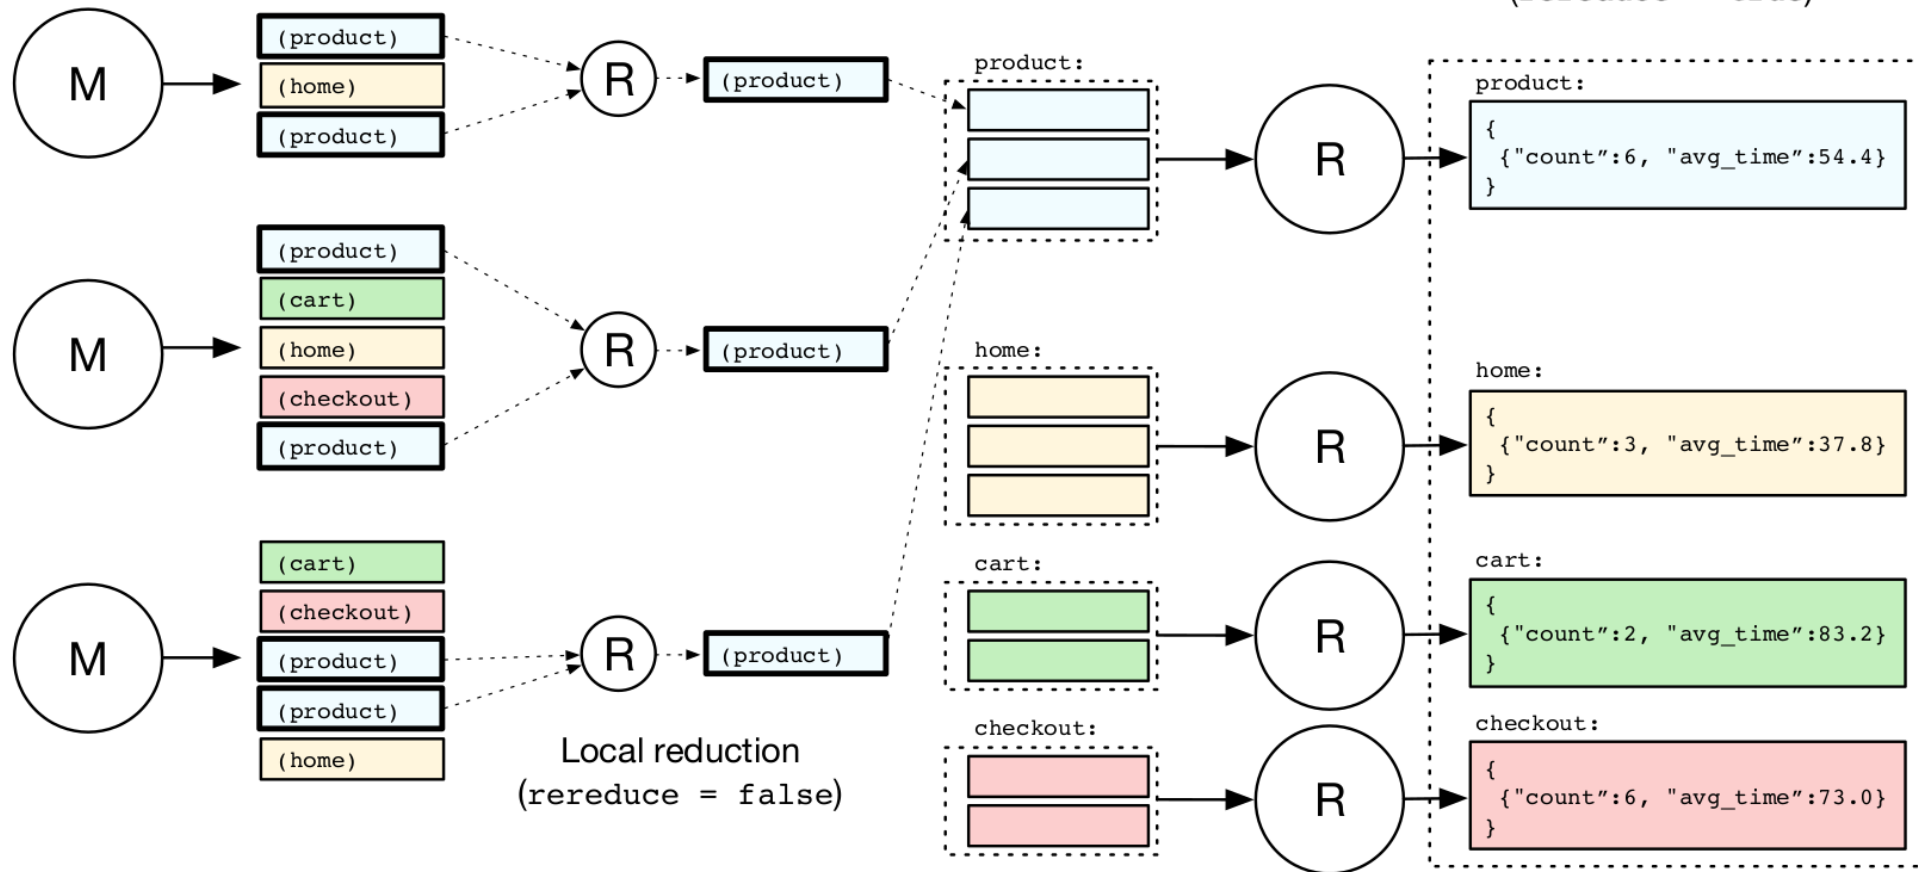 M
(product)
(home)
(product)
R
(product)
M
(product)
(cart)
(home)
(checkout)
(product)
R
(product)
M
(cart)
(checkout)
(product)
(product)
(home)
R
(product)
Local reduction
(rereduce = false)
product:
R
home:
R
cart:
R
checkout:
R
product:
{
{"count”:6, "avg_time”:54.4}
}
home:
{
{"count”:3, "avg_time”:37.8}
}
cart:
{
{"count”:2, "avg_time”:83.2}
}
checkout:
{
{"count”:6, "avg_time”:73.0}
}